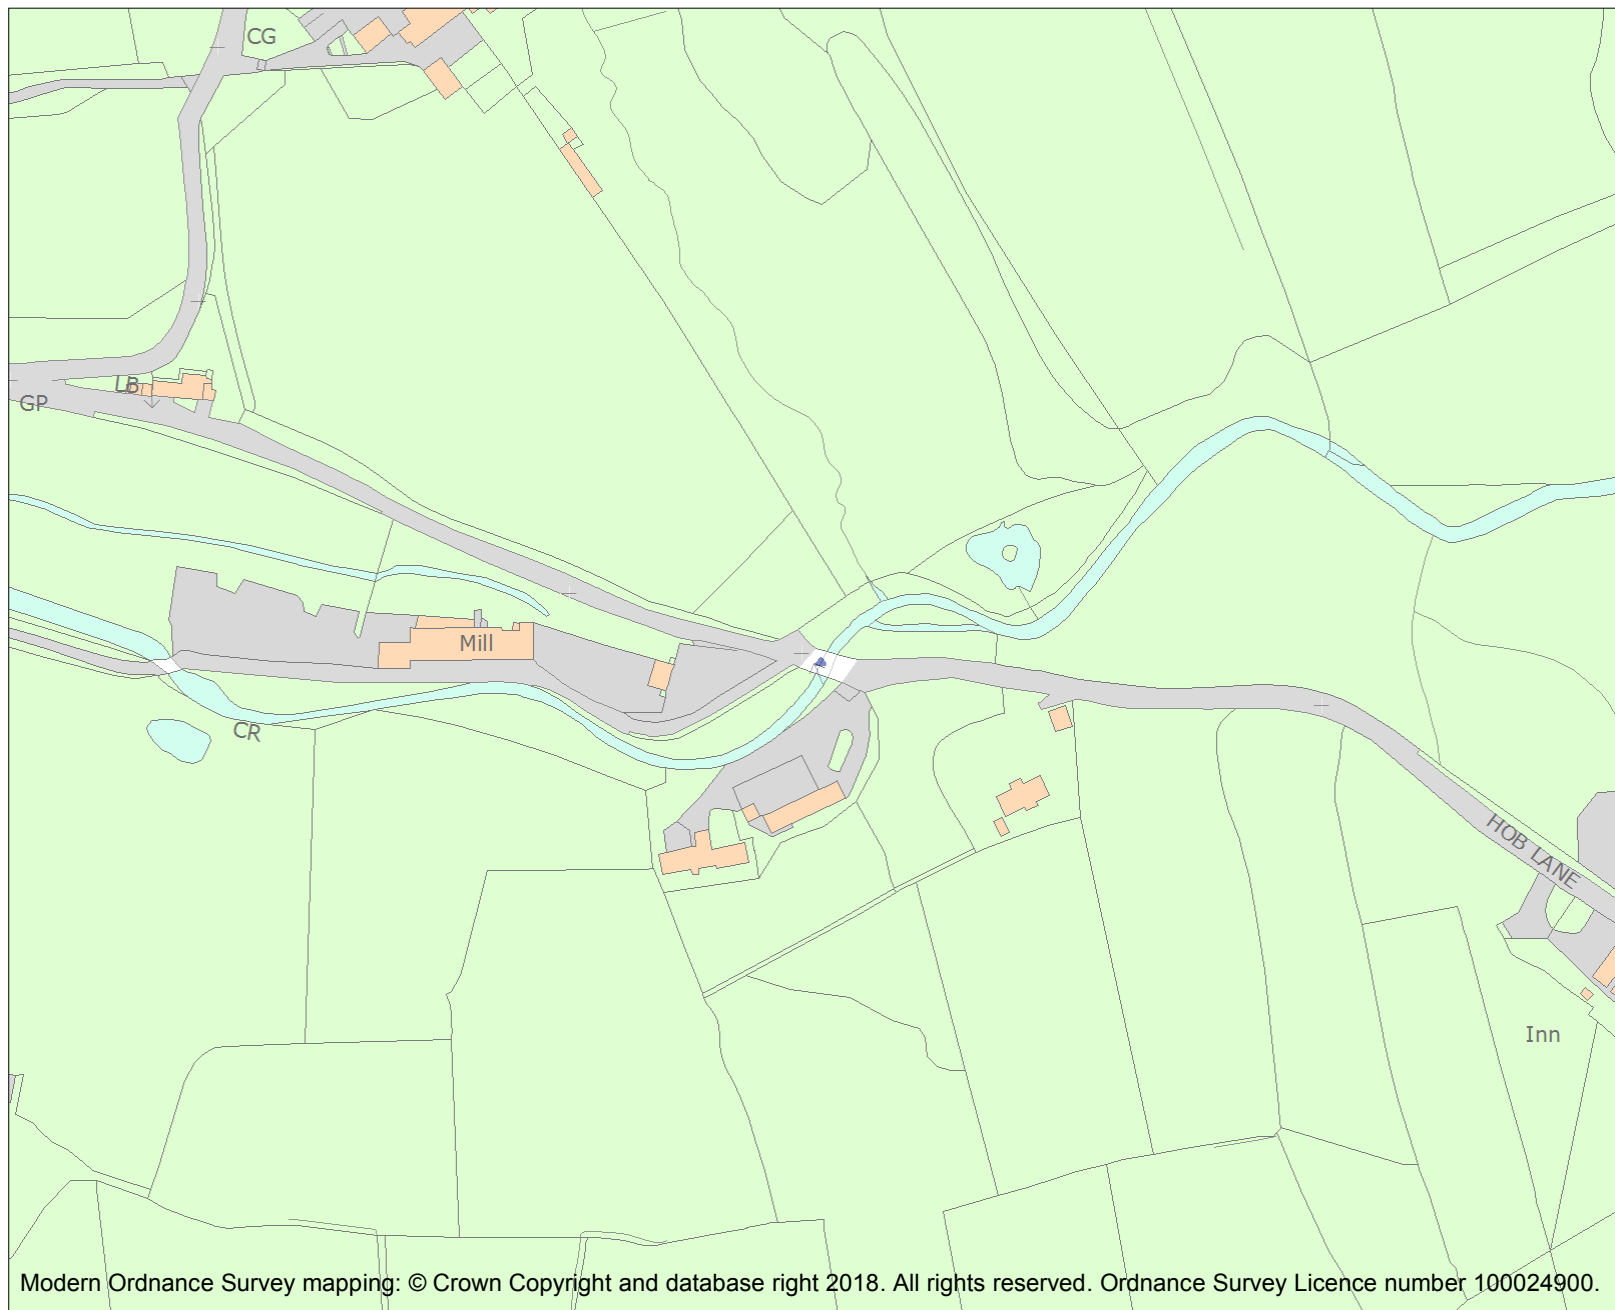 CG
LB
GP
Mill
CR
HOB LANE
Inn
Modern Ordnance Survey mapping: © Crown Copyright and database right 2018. All rights reserved. Ordnance Survey Licence number 100024900.